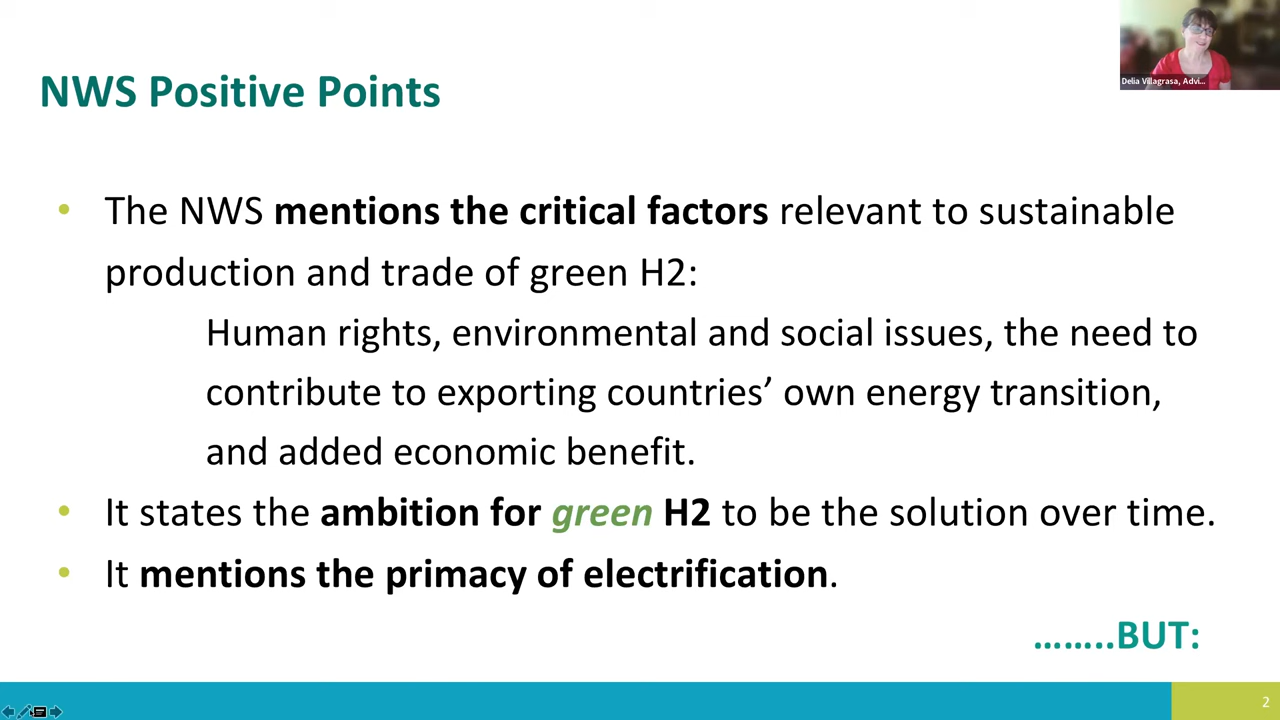 Delia Villagrasa, Advi...
NWS Positive Points
• The NWS mentions the critical factors relevant to sustainable
production and trade of green H2:
Human rights, environmental and social issues, the need to
contribute to exporting countries’ own energy transition,
and added economic benefit.
• It states the ambition for green H2 to be the solution over time.
• It mentions the primacy of electrification.
……..BUT:
2